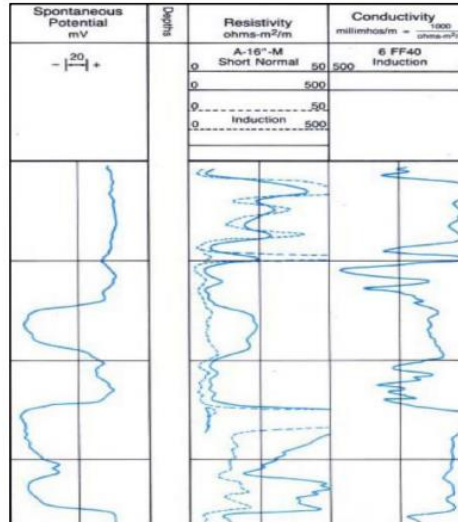 Spontaneous
Potential
mV
- |20| +
Depths
Resistivity
ohms-m²/m
A-16"-M
Short Normal
0 50
0 500
0 50
Induction
0 500
Conductivity
millimhos/m = 1000
ohms-m²/m
6 FF40
500 Induction